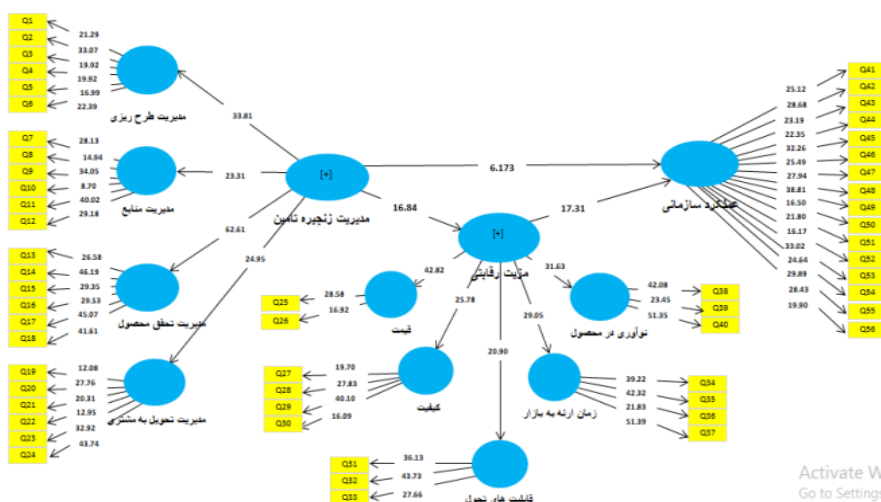 Q1
Q2
Q3
Q4
Q5
Q6
21.29
33.07
19.92
19.92
16.99
22.39
مدیریت طرح ریزی
33.81
Q7
Q8
Q9
Q10
Q11
Q12
28.13
14.94
34.05
8.70
40.02
29.18
مدیریت منابع
23.31
[+]
مدیریت زنجیره تامین
6.173
16.84
17.31
Q13
Q14
Q15
Q16
Q17
Q18
26.58
46.19
29.35
29.53
45.07
41.61
مدیریت تحقق محصول
62.61
24.95
Q19
Q20
Q21
Q22
Q23
Q24
12.08
27.76
20.31
12.95
32.92
43.74
مدیریت تحویل به مشتری
[+]
مزیت رقابتی
42.82
25.78
20.90
29.05
31.63
Q25
Q26
28.58
16.92
قیمت
Q27
Q28
Q29
Q30
19.70
27.83
40.10
16.09
کیفیت
Q31
Q32
Q33
36.13
43.73
27.66
قابلیت های تحول
39.22
42.32
21.83
51.39
Q34
Q35
Q36
Q37
زمان ارئه به بازار
42.08
23.45
51.35
Q38
Q39
Q40
نوآوری در محصول
عملکرد سازمانی
25.12
28.68
23.19
22.35
32.26
25.49
27.94
38.81
16.50
21.80
16.17
33.02
24.64
29.89
28.43
19.90
Q41
Q42
Q43
Q44
Q45
Q46
Q47
Q48
Q49
Q50
Q51
Q52
Q53
Q54
Q55
Q56
Activate W
Go to Settings